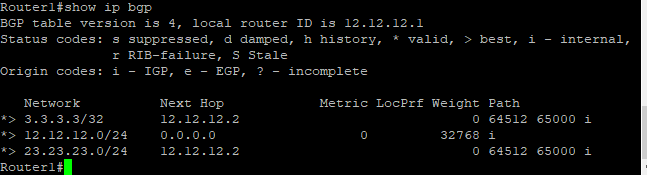 Router1#show ip bgp
BGP table version is 4, local router ID is 12.12.12.1
Status codes: s suppressed, d damped, h history, * valid, > best, i - internal,
              r RIB-failure, S Stale
Origin codes: i - IGP, e - EGP, ? - incomplete

   Network          Next Hop            Metric LocPrf Weight Path
*> 3.3.3.3/32       12.12.12.2                             0 64512 65000 i
*> 12.12.12.0/24    0.0.0.0                  0         32768 i
*> 23.23.23.0/24    12.12.12.2                             0 64512 65000 i
Router1#